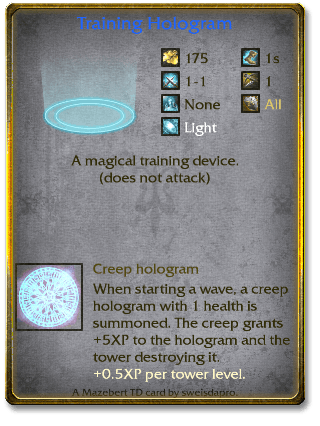 Training Hologram
175 1s
1-1 1
None All
Light
A magical training device.
(does not attack)
Creep hologram
When starting a wave, a creep
hologram with 1 health is
summoned. The creep grants
+5XP to the hologram and the
tower destroying it.
+0.5XP per tower level.
A Mazebert TD card by sweisdapro.